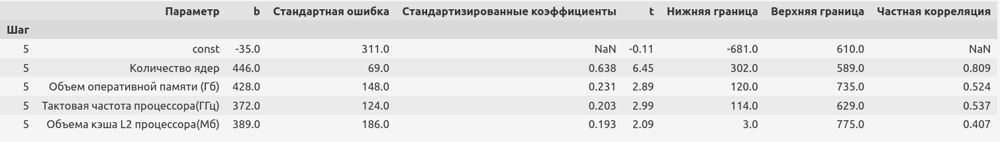 Параметр b Стандартная ошибка Стандартизированные коэффициенты t Нижняя граница Верхняя граница Частная корреляция
Шаг
5 const -35.0 311.0 NaN -0.11 -681.0 610.0 NaN
5 Количество ядер 446.0 69.0 0.638 6.45 302.0 589.0 0.809
5 Объем оперативной памяти (Гб) 428.0 148.0 0.231 2.89 120.0 735.0 0.524
5 Тактовая частота процессора(ГГц) 372.0 124.0 0.203 2.99 114.0 629.0 0.537
5 Объема кэша L2 процессора(Мб) 389.0 186.0 0.193 2.09 3.0 775.0 0.407